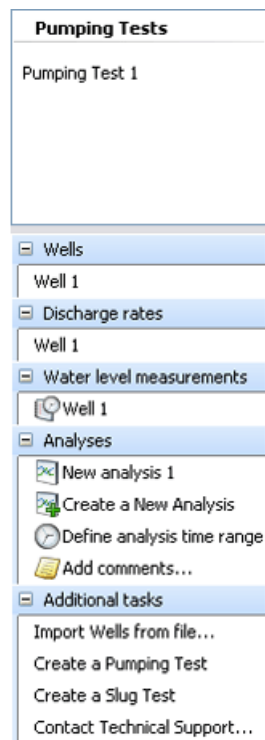 Pumping Tests
Pumping Test 1
Wells
Well 1
Discharge rates
Well 1
Water level measurements
Well 1
Analyses
New analysis 1
Create a New Analysis
Define analysis time range
Add comments...
Additional tasks
Import Wells from file...
Create a Pumping Test
Create a Slug Test
Contact Technical Support...